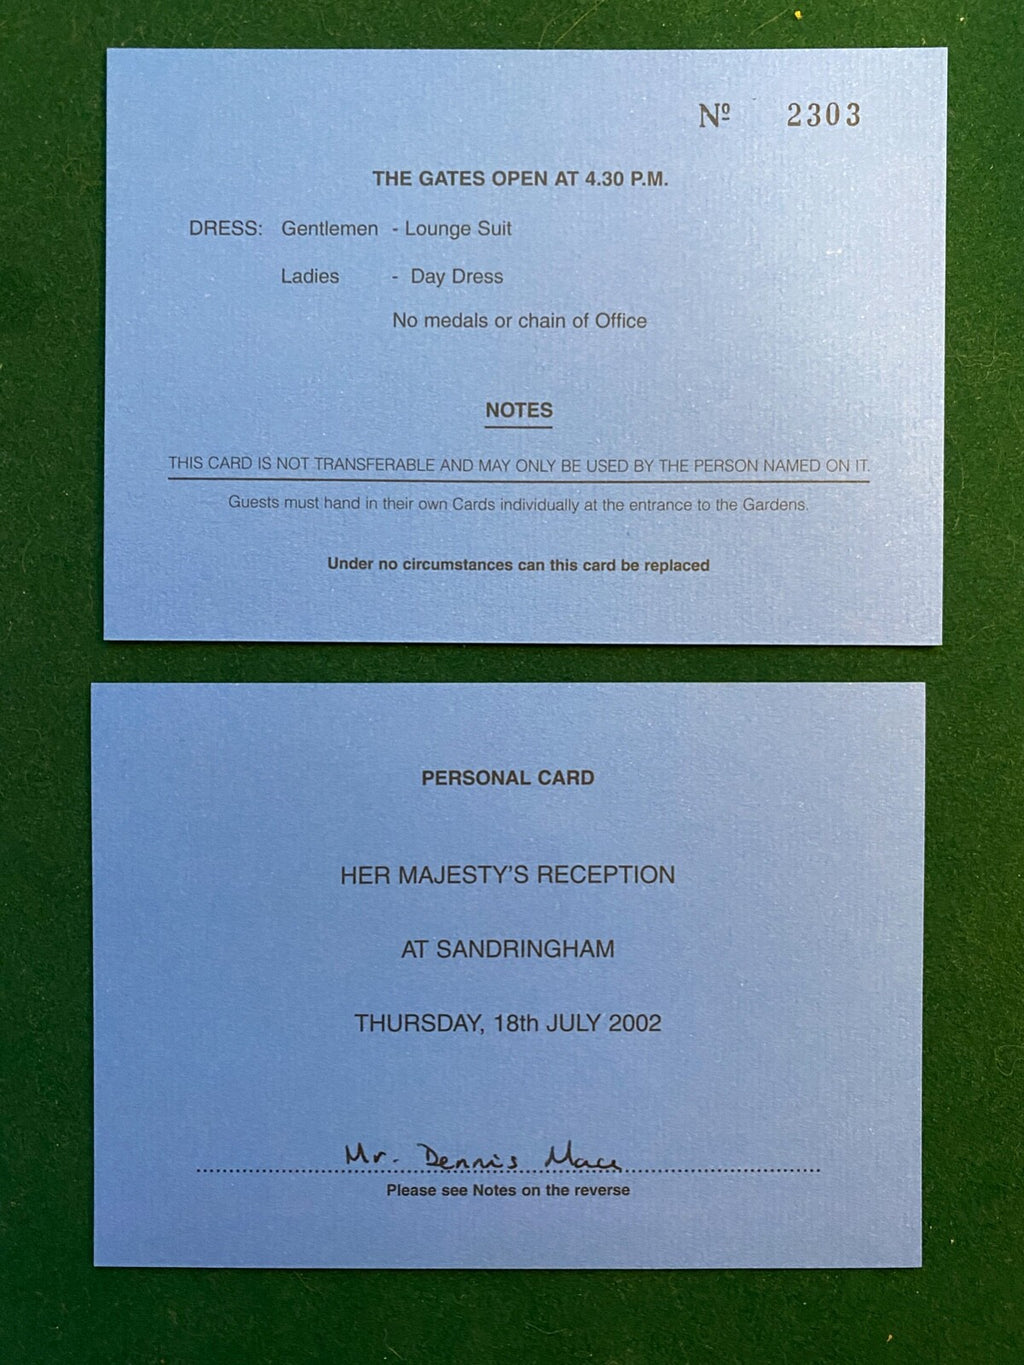 Nº 2303
THE GATES OPEN AT 4.30 P.M.
DRESS: Gentlemen - Lounge Suit
Ladies - Day Dress
No medals or chain of Office
NOTES
THIS CARD IS NOT TRANSFERABLE AND MAY ONLY BE USED BY THE PERSON NAMED ON IT.
Guests must hand in their own Cards individually at the entrance to the Gardens.
Under no circumstances can this card be replaced
PERSONAL CARD
HER MAJESTY'S RECEPTION
AT SANDRINGHAM
THURSDAY, 18th JULY 2002
Mr. Dennis Mace
Please see Notes on the reverse